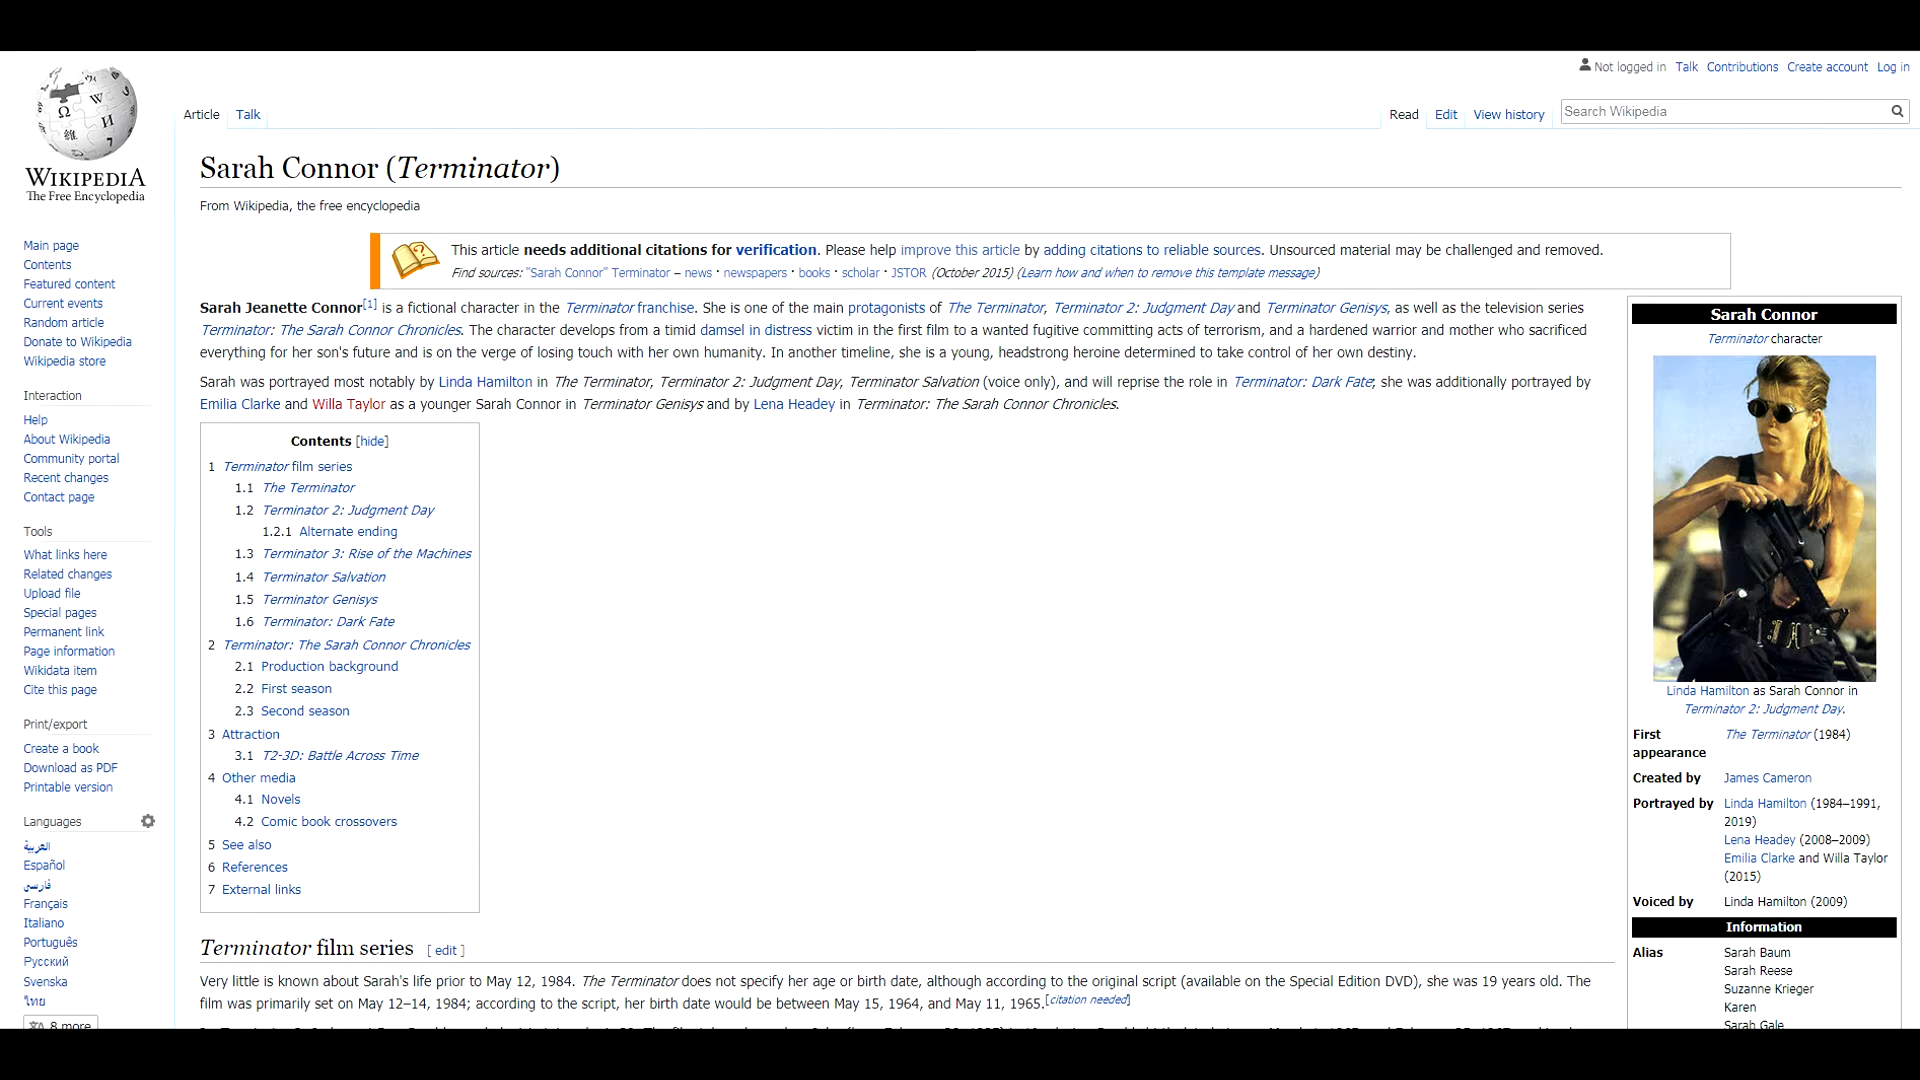 Not logged in Talk Contributions Create account Log in
Article Talk Read Edit View history Search Wikipedia
WIKIPEDIA
The Free Encyclopedia
Main page
Contents
Featured content
Current events
Random article
Donate to Wikipedia
Wikipedia store
Interaction
Help
About Wikipedia
Community portal
Recent changes
Contact page
Tools
What links here
Related changes
Upload file
Special pages
Permanent link
Page information
Wikidata item
Cite this page
Print/export
Create a book
Download as PDF
Printable version
Languages
العربية
Español
فارسی
Français
Italiano
Português
Русский
Svenska
ไทย
8 more
Sarah Connor (Terminator)
From Wikipedia, the free encyclopedia
This article needs additional citations for verification. Please help improve this article by adding citations to reliable sources. Unsourced material may be challenged and removed.
Find sources: "Sarah Connor" Terminator – news · newspapers · books · scholar · JSTOR (October 2015) (Learn how and when to remove this template message)
Sarah Jeanette Connor[1] is a fictional character in the Terminator franchise. She is one of the main protagonists of The Terminator, Terminator 2: Judgment Day and Terminator Genisys, as well as the television series
Terminator: The Sarah Connor Chronicles. The character develops from a timid damsel in distress victim in the first film to a wanted fugitive committing acts of terrorism, and a hardened warrior and mother who sacrificed
everything for her son's future and is on the verge of losing touch with her own humanity. In another timeline, she is a young, headstrong heroine determined to take control of her own destiny.
Sarah was portrayed most notably by Linda Hamilton in The Terminator, Terminator 2: Judgment Day, Terminator Salvation (voice only), and will reprise the role in Terminator: Dark Fate; she was additionally portrayed by
Emilia Clarke and Willa Taylor as a younger Sarah Connor in Terminator Genisys and by Lena Headey in Terminator: The Sarah Connor Chronicles.
Contents [hide]
1 Terminator film series
1.1 The Terminator
1.2 Terminator 2: Judgment Day
1.2.1 Alternate ending
1.3 Terminator 3: Rise of the Machines
1.4 Terminator Salvation
1.5 Terminator Genisys
1.6 Terminator: Dark Fate
2 Terminator: The Sarah Connor Chronicles
2.1 Production background
2.2 First season
2.3 Second season
3 Attraction
3.1 T2-3D: Battle Across Time
4 Other media
4.1 Novels
4.2 Comic book crossovers
5 See also
6 References
7 External links
Terminator film series [ edit ]
Very little is known about Sarah's life prior to May 12, 1984. The Terminator does not specify her age or birth date, although according to the original script (available on the Special Edition DVD), she was 19 years old. The
film was primarily set on May 12–14, 1984; according to the script, her birth date would be between May 15, 1964, and May 11, 1965.[citation needed]
Sarah Connor
Terminator character
Linda Hamilton as Sarah Connor in
Terminator 2: Judgment Day.
First The Terminator (1984)
appearance
Created by James Cameron
Portrayed by Linda Hamilton (1984–1991,
2019)
Lena Headey (2008–2009)
Emilia Clarke and Willa Taylor
(2015)
Voiced by Linda Hamilton (2009)
Information
Alias Sarah Baum
Sarah Reese
Suzanne Krieger
Karen
Sarah Gale